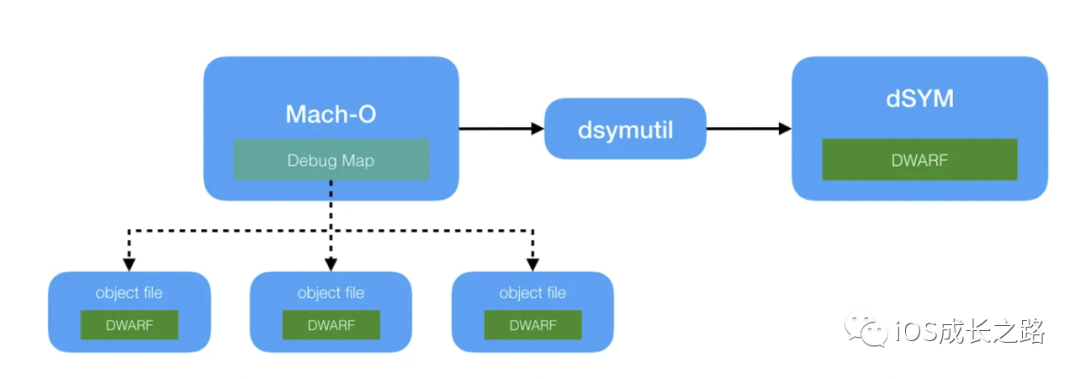 Mach-O
Debug Map
dsymutil
dSYM
DWARF
object file
DWARF
object file
DWARF
object file
DWARF
iOS成长之路